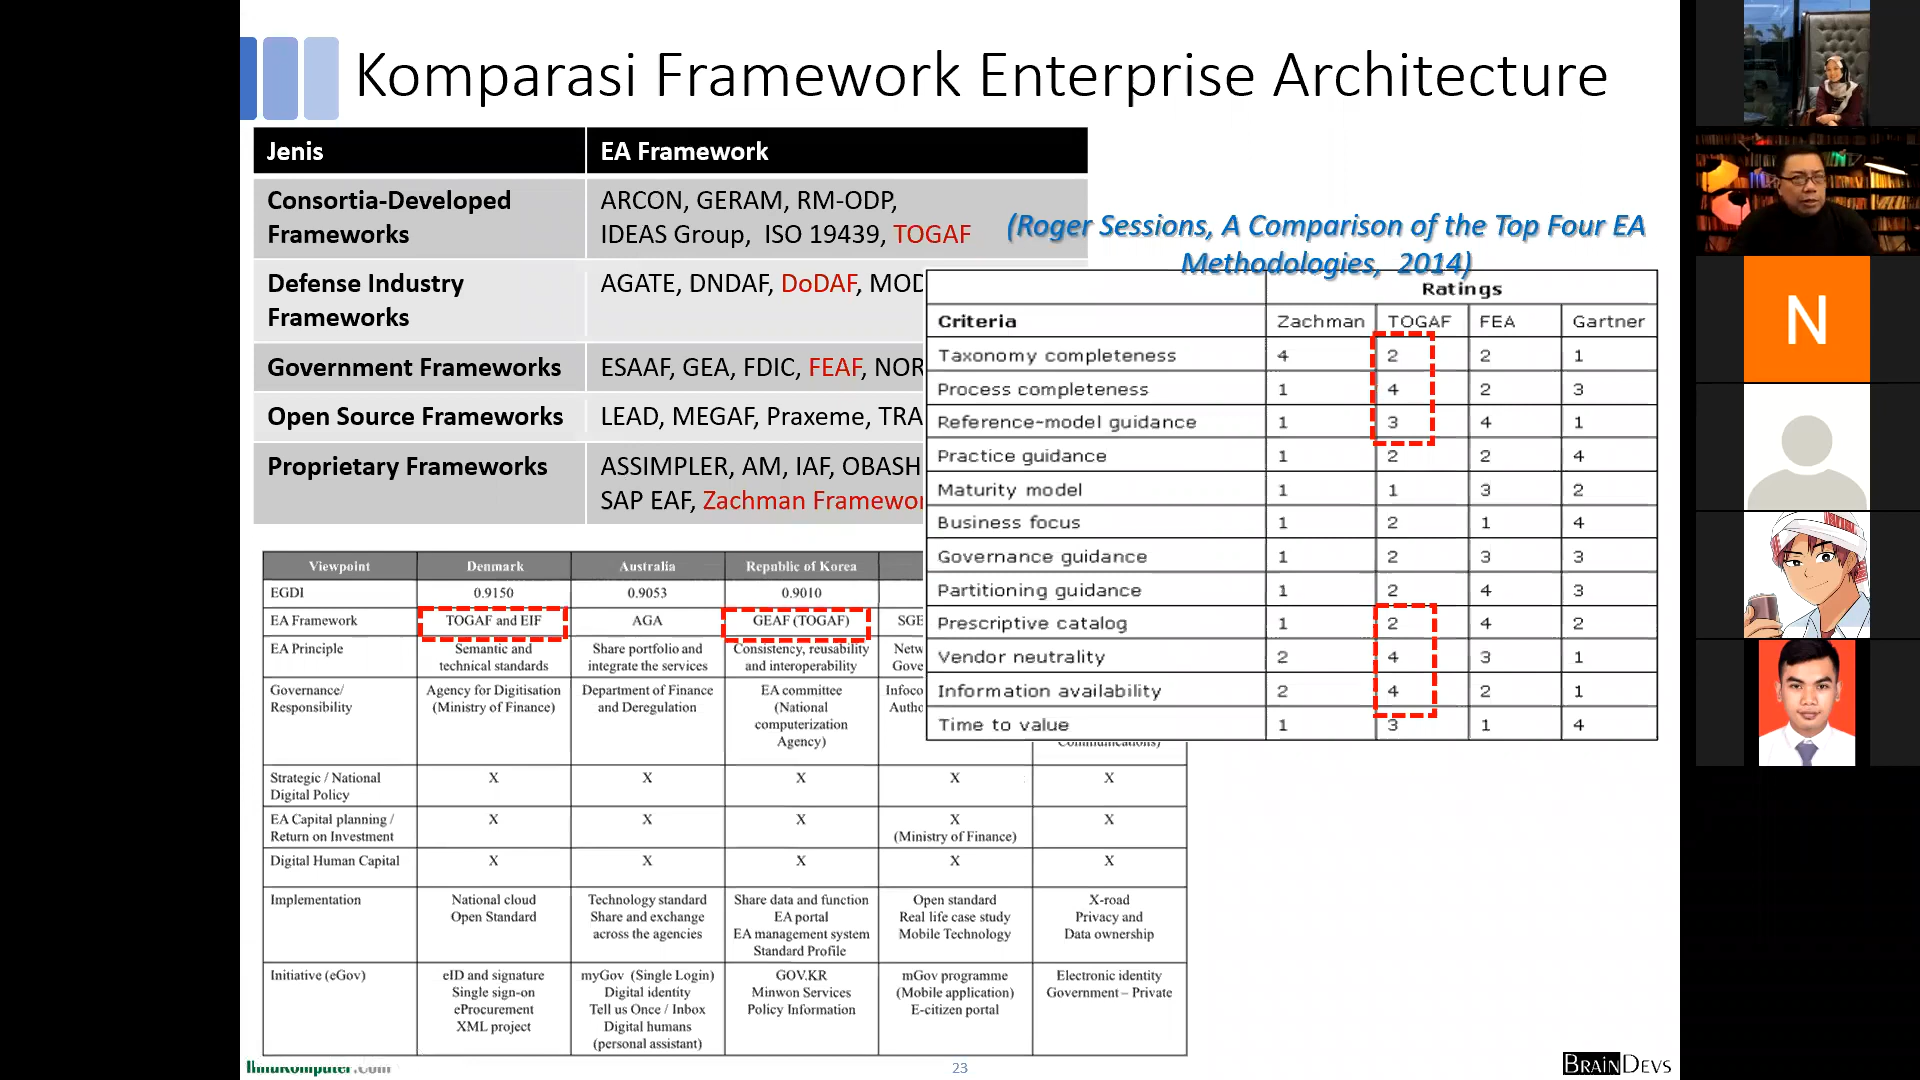 Komparasi Framework Enterprise Architecture
Jenis EA Framework
Consortia-Developed ARCON, GERAM, RM-ODP,
Frameworks IDEAS Group, ISO 19439, TOGAF
Defense Industry AGATE, DNDAF, DoDAF,
Frameworks
Government Frameworks ESAAF, GEA, FDIC, FEAF,
Open Source Frameworks LEAD, MEGAF, Praxeme,
Proprietary Frameworks ASSIMPLER, AM, IAF,
SAP EAF, Zachman
(Roger Sessions, A Comparison of the Top Four EA
Methodologies, 2014)
Ratings
Criteria Zachman TOGAF FEA Gartner
Taxonomy completeness 4 2 2 1
Process completeness 1 4 2 3
Reference-model guidance 1 3 4 1
Practice guidance 1 2 2 4
Maturity model 1 1 3 2
Business focus 1 2 1 4
Governance guidance 1 2 3 3
Partitioning guidance 1 2 4 3
Prescriptive catalog 1 2 4 2
Vendor neutrality 2 4 3 1
Information availability 2 4 2 1
Time to value 1 3 1 4
Viewpoint Denmark Australia Republic of Korea
EGDI 0.9150 0.9053 0.9010
EA Framework TOGAF and EIF AGA GEAF (TOGAF)
EA Principle Semantic and Share portfolio and Consistency, reusability
technical standards integrate the services and interoperability
Governance/ Agency for Digitisation Department of Finance EA committee
Responsibility (Ministry of Finance) and Deregulation (National
computerization
Agency)
Strategic / National X X X X X
Digital Policy
EA Capital planning / X X X X X
Return on Investment (Ministry of Finance)
Digital Human Capital X X X X X
Implementation National cloud Technology standard Share data and function Open standard X-road
Open Standard Share and exchange EA portal Real life case study Privacy and
across the agencies EA management system Mobile Technology Data ownership
Standard Profile
Initiative (eGov) eID and signature myGov (Single Login) GOV.KR mGov programme Electronic identity
Single sign-on Digital identity Minwon Services (Mobile application) Government – Private
eProcurement Tell us Once / Inbox Policy Information E-citizen portal
XML project Digital humans
(personal assistant)
IlmuKomputer.Com
23
BRAINDEVS
N